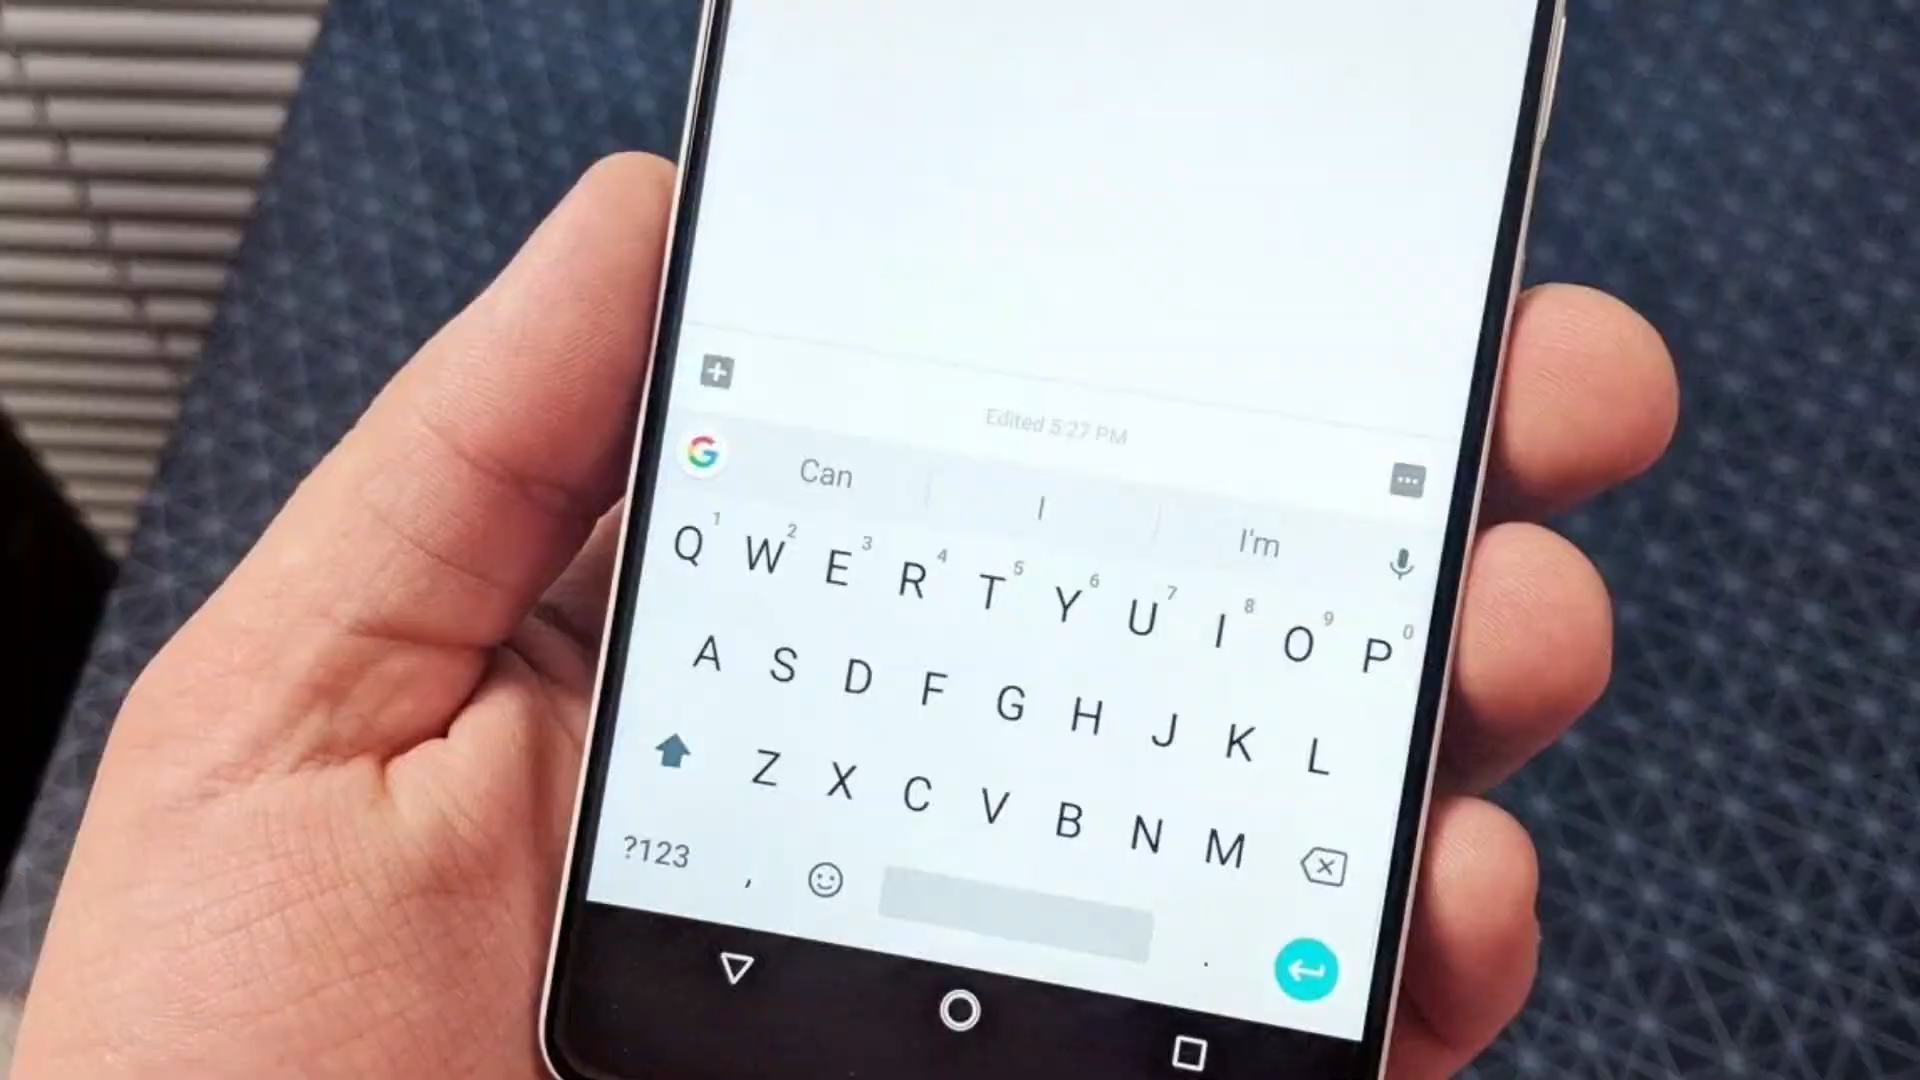 Edited 5:27 PM
G Can I I'm
Q1 W2 E3 R4 T5 Y6 U7 I8 O9 P0
A S D F G H J K L
Z X C V B N M
?123 , .